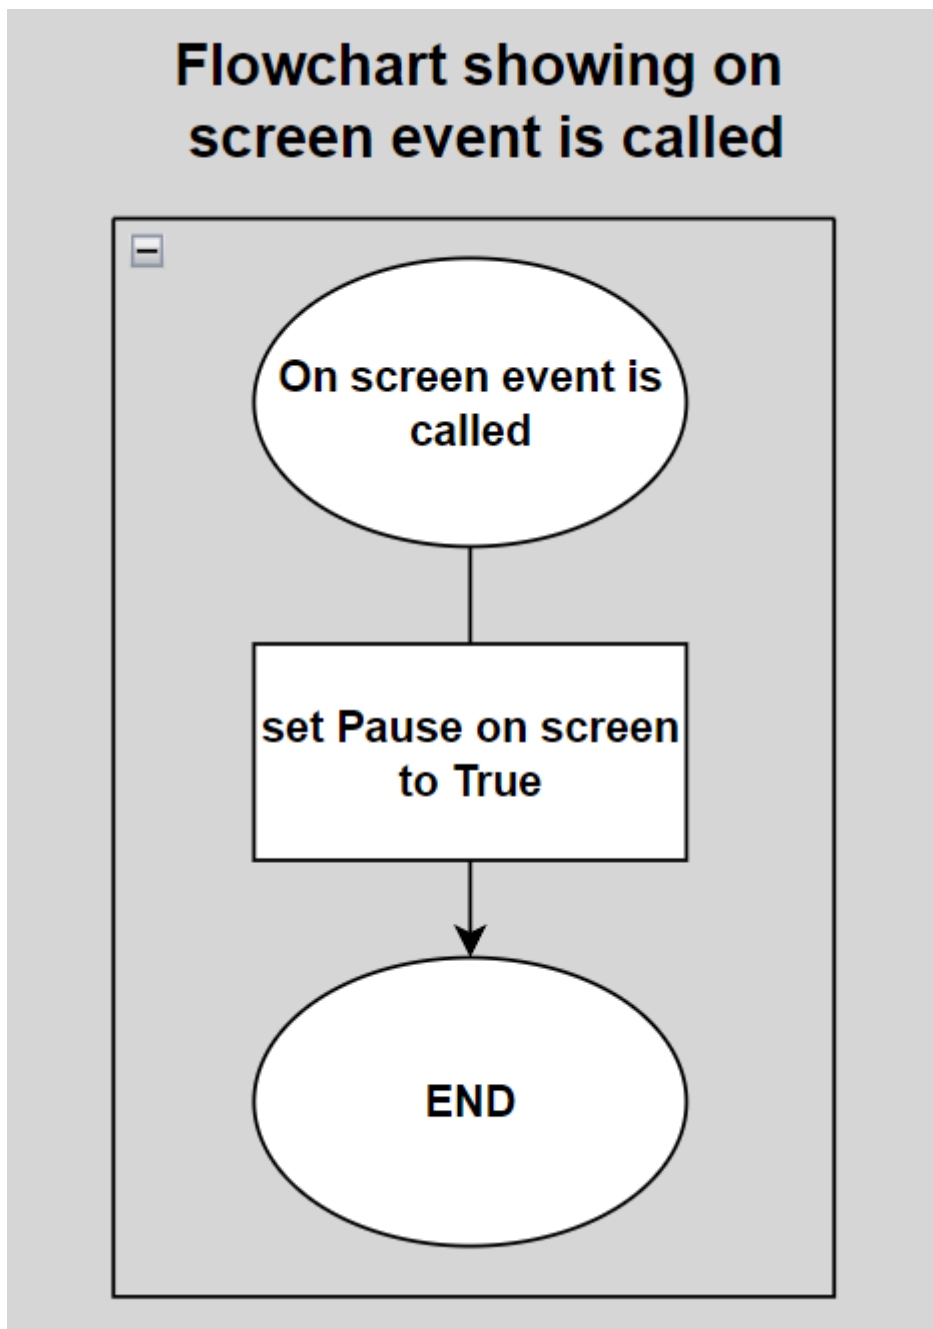 Flowchart showing on
screen event is called
On screen event is
called
set Pause on screen
to True
END